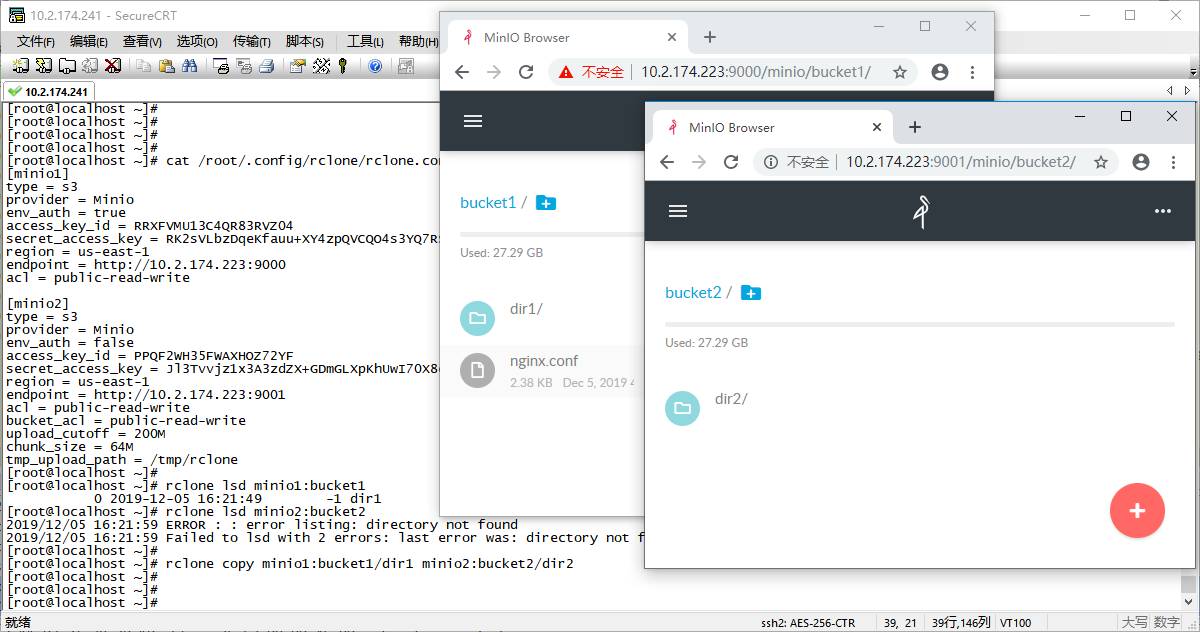 10.2.174.241 - SecureCRT
文件(F) 编辑(E) 查看(V) 选项(O) 传输(T) 脚本(S) 工具(L) 帮助(H)
10.2.174.241
[root@localhost ~]#
[root@localhost ~]#
[root@localhost ~]#
[root@localhost ~]#
[root@localhost ~]# cat /root/.config/rclone/rclone.con
[minio1]
type = s3
provider = Minio
env_auth = true
access_key_id = RRXFVMU13C4QR83RVZ04
secret_access_key = RK2sVLbzDqeKfauu+XY4zpQVCQO4s3YQ7R
region = us-east-1
endpoint = http://10.2.174.223:9000
acl = public-read-write
[minio2]
type = s3
provider = Minio
env_auth = false
access_key_id = PPQF2WH35FWAXHOZ72YF
secret_access_key = Jl3Tvvjz1x3A3zdZX+GDmGLXpKhUwI7OX8
region = us-east-1
endpoint = http://10.2.174.223:9001
acl = public-read-write
bucket_acl = public-read-write
upload_cutoff = 200M
chunk_size = 64M
tmp_upload_path = /tmp/rclone
[root@localhost ~]#
[root@localhost ~]# rclone lsd minio1:bucket1
0 2019-12-05 16:21:49 -1 dir1
[root@localhost ~]# rclone lsd minio2:bucket2
2019/12/05 16:21:59 ERROR : : error listing: directory not found
2019/12/05 16:21:59 Failed to lsd with 2 errors: last error was: directory not f
[root@localhost ~]#
[root@localhost ~]# rclone copy minio1:bucket1/dir1 minio2:bucket2/dir2
[root@localhost ~]#
[root@localhost ~]#
[root@localhost ~]#
就绪 ssh2: AES-256-CTR 39, 21 39行,146列 VT100 大写 数字
MinIO Browser
不安全 10.2.174.223:9000/minio/bucket1/
bucket1 /
Used: 27.29 GB
dir1/
nginx.conf
2.38 KB Dec 5, 2019 4
MinIO Browser
不安全 10.2.174.223:9001/minio/bucket2/
bucket2 /
Used: 27.29 GB
dir2/